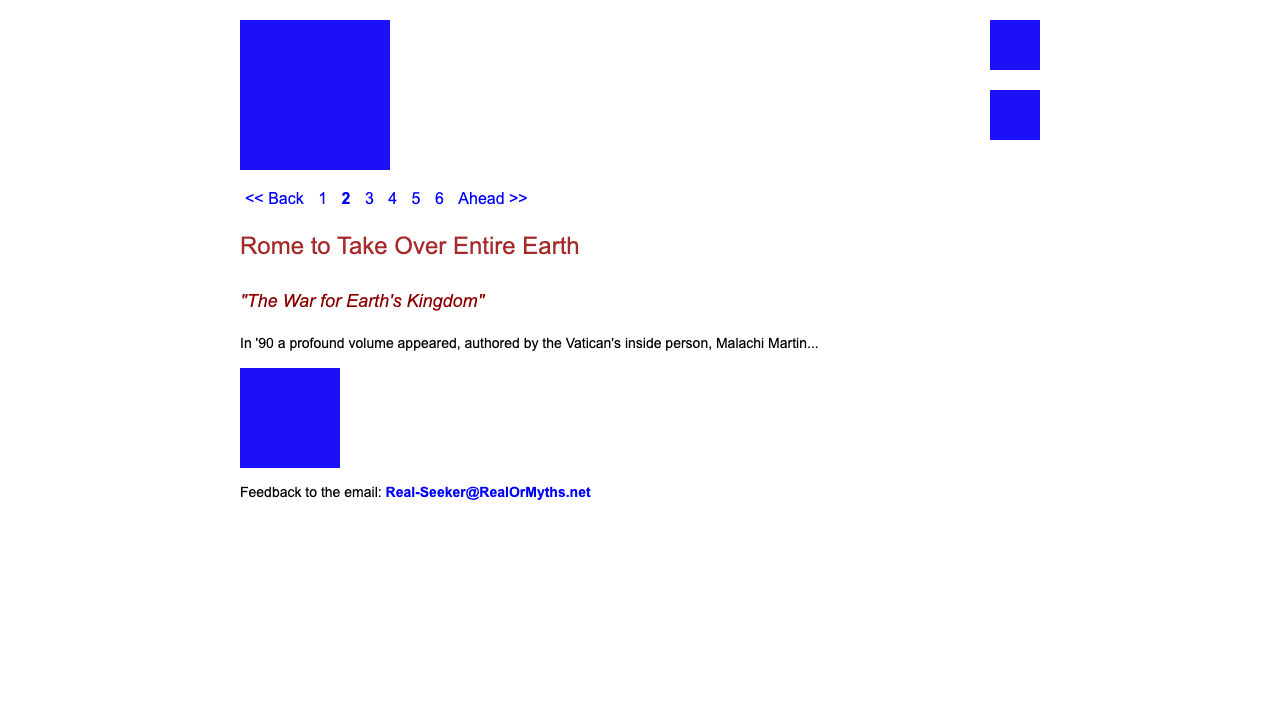 << Back 1 2 3 4 5 6 Ahead >>
Rome to Take Over Entire Earth
"The War for Earth's Kingdom"
In '90 a profound volume appeared, authored by the Vatican's inside person, Malachi Martin...
Feedback to the email: Real-Seeker@RealOrMyths.net